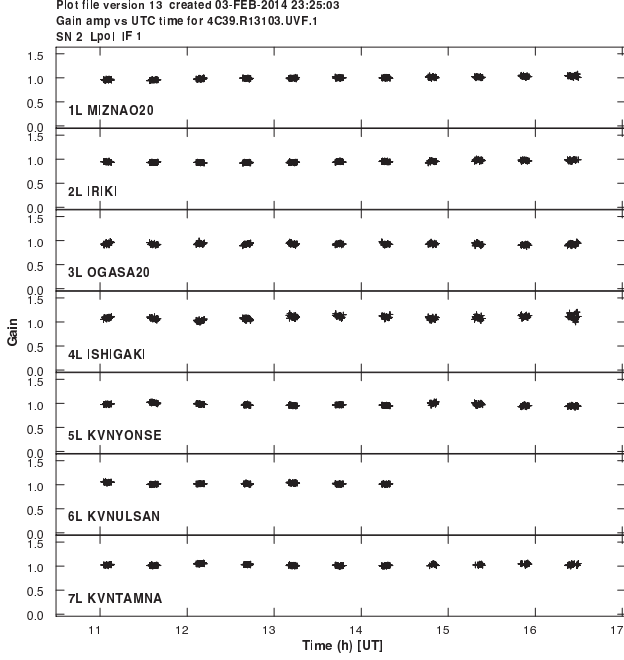 Plot file version 13 created 03-FEB-2014 23:25:03
Gain amp vs UTC time for 4C39.R13103.UVF.1
SN 2 Lpol IF 1
1.5
1.0
0.5
1L MIZNAO20
0.0
1.5
1.0
0.5
2L IRIKI
0.0
1.5
1.0
0.5
3L OGASA20
0.0
1.5
1.0
Gain
0.5
4L ISHIGAKI
0.0
1.5
1.0
0.5
5L KVNYONSE
0.0
1.5
1.0
0.5
6L KVNULSAN
0.0
1.5
1.0
0.5
7L KVNTAMNA
0.0
11 12 13 14 15 16 17
Time (h) [UT]